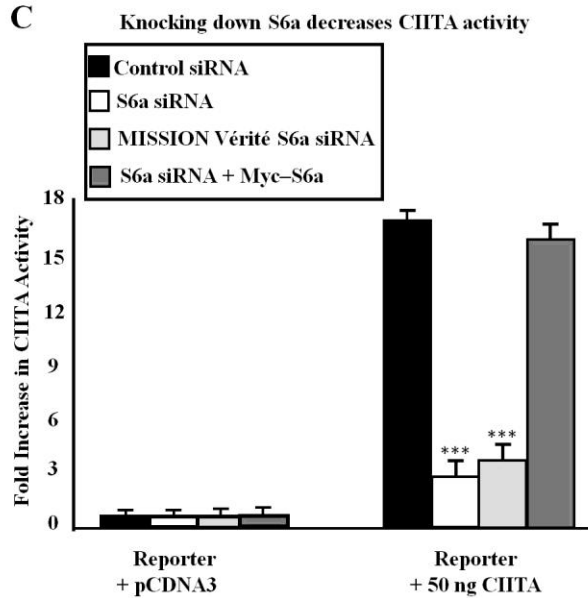 C
Knocking down S6a decreases CIITA activity
Control siRNA
S6a siRNA
MISSION Vérité S6a siRNA
S6a siRNA + Myc–S6a
Fold Increase in CIITA Activity
18
15
12
9
6
3
0
***
***
Reporter
+ pCDNA3
Reporter
+ 50 ng CIITA